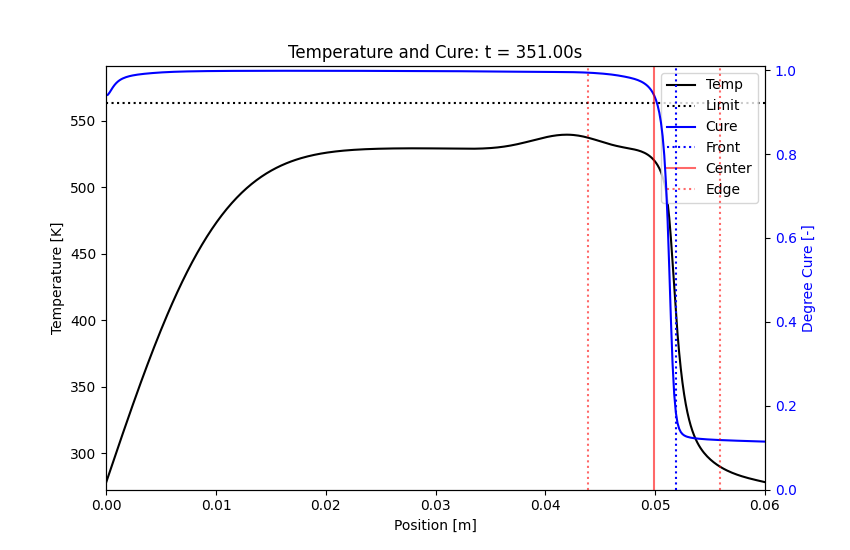 Temperature and Cure: t = 351.00s
Temperature [K]
550
500
450
400
350
300
Temp
Limit
Cure
Front
Center
Edge
1.0
0.8
0.6
0.4
0.2
0.0
Degree Cure [-]
0.00 0.01 0.02 0.03 0.04 0.05 0.06
Position [m]